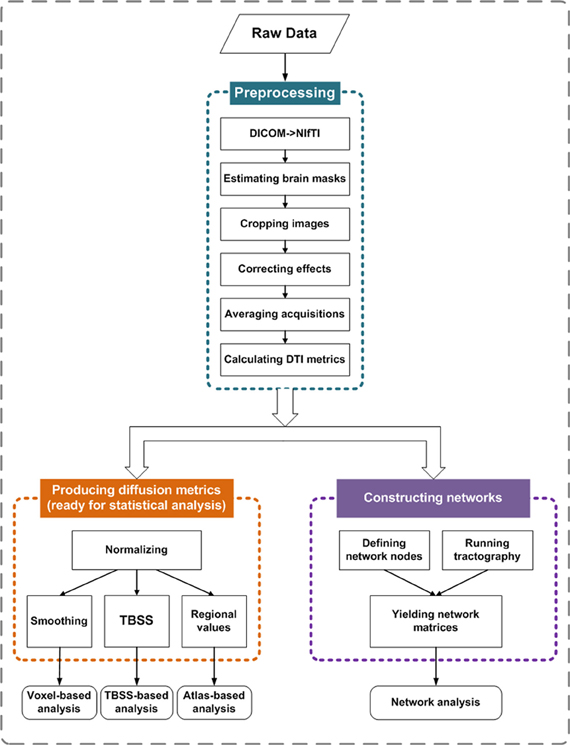 Raw Data
Preprocessing
DICOM->NIfTI
Estimating brain masks
Cropping images
Correcting effects
Averaging acquisitions
Calculating DTI metrics
Producing diffusion metrics
(ready for statistical analysis)
Normalizing
Smoothing
TBSS
Regional
values
Voxel-based
analysis
TBSS-based
analysis
Atlas-based
analysis
Constructing networks
Defining
network nodes
Running
tractography
Yielding network
matrices
Network analysis